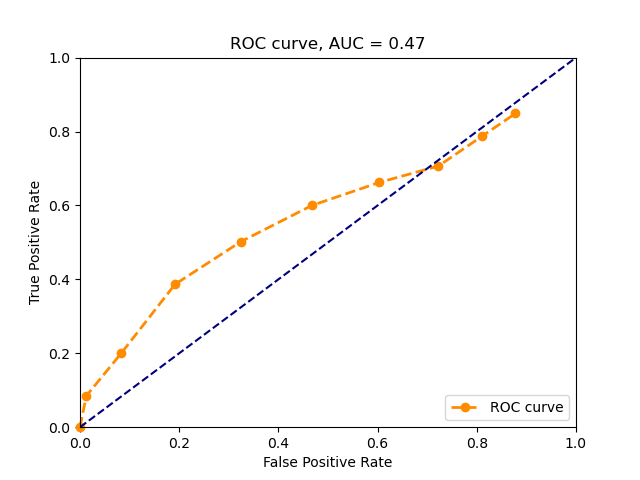 ROC curve, AUC = 0.47
1.0
0.8
0.6
0.4
0.2
0.0
True Positive Rate
ROC curve
0.0 0.2 0.4 0.6 0.8 1.0
False Positive Rate